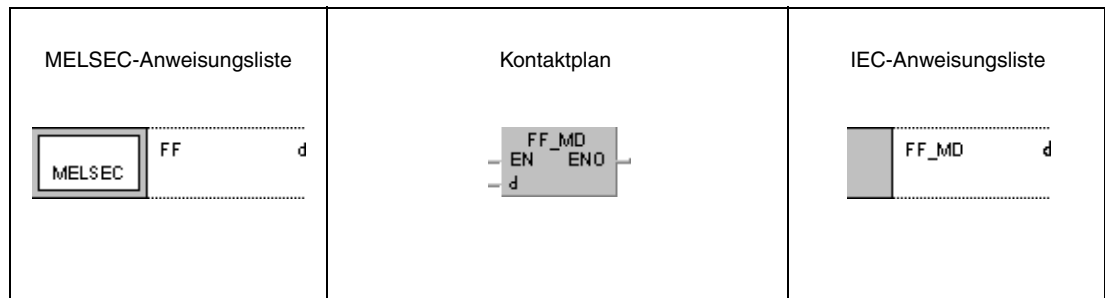 MELSEC-Anweisungsliste
MELSEC
FF d
Kontaktplan
FF_MD
EN ENO
d
IEC-Anweisungsliste
FF_MD d